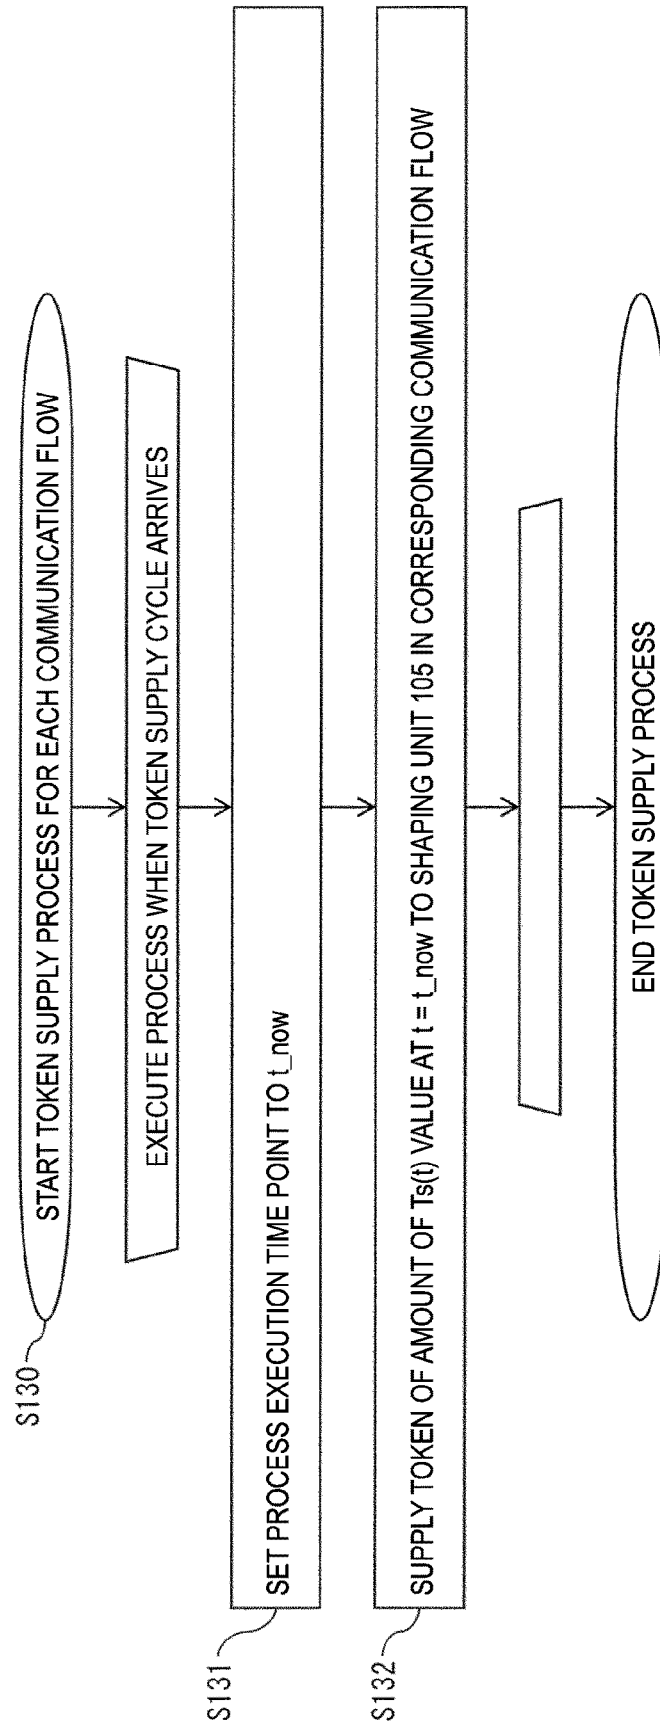 S130
START TOKEN SUPPLY PROCESS FOR EACH COMMUNICATION FLOW
EXECUTE PROCESS WHEN TOKEN SUPPLY CYCLE ARRIVES
S131
SET PROCESS EXECUTION TIME POINT TO t_now
S132
SUPPLY TOKEN OF AMOUNT OF Ts(t) VALUE AT t = t_now TO SHAPING UNIT 105 IN CORRESPONDING COMMUNICATION FLOW
END TOKEN SUPPLY PROCESS